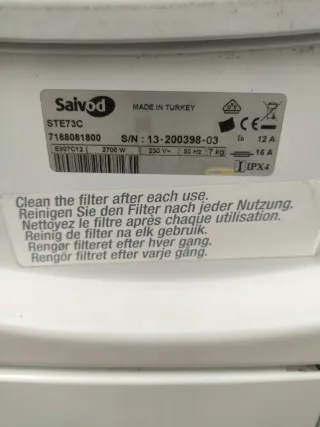 Saivod
MADE IN TURKEY
STE73C
7188081800 S/N : 13-200398-03 12 A
E997C12 2700 W 230 V~ 50 Hz 7 kg 16 A
IPX4
Clean the filter after each use.
Reinigen Sie den Filter nach jeder Nutzung.
Nettoyez le filtre après chaque utilisation.
Reinig de filter na elk gebruik.
Rengør filteret efter hver gang.
Rengör filtret efter varje gång.